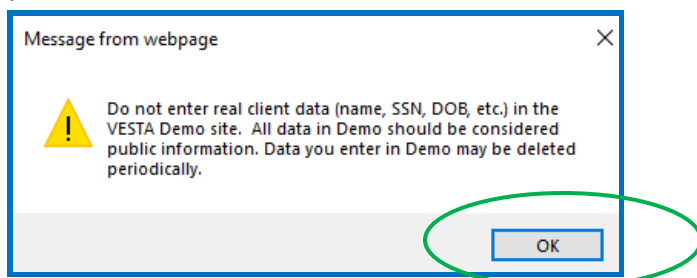 Message from webpage
Do not enter real client data (name, SSN, DOB, etc.) in the
VESTA Demo site.  All data in Demo should be considered
public information. Data you enter in Demo may be deleted
periodically.
OK